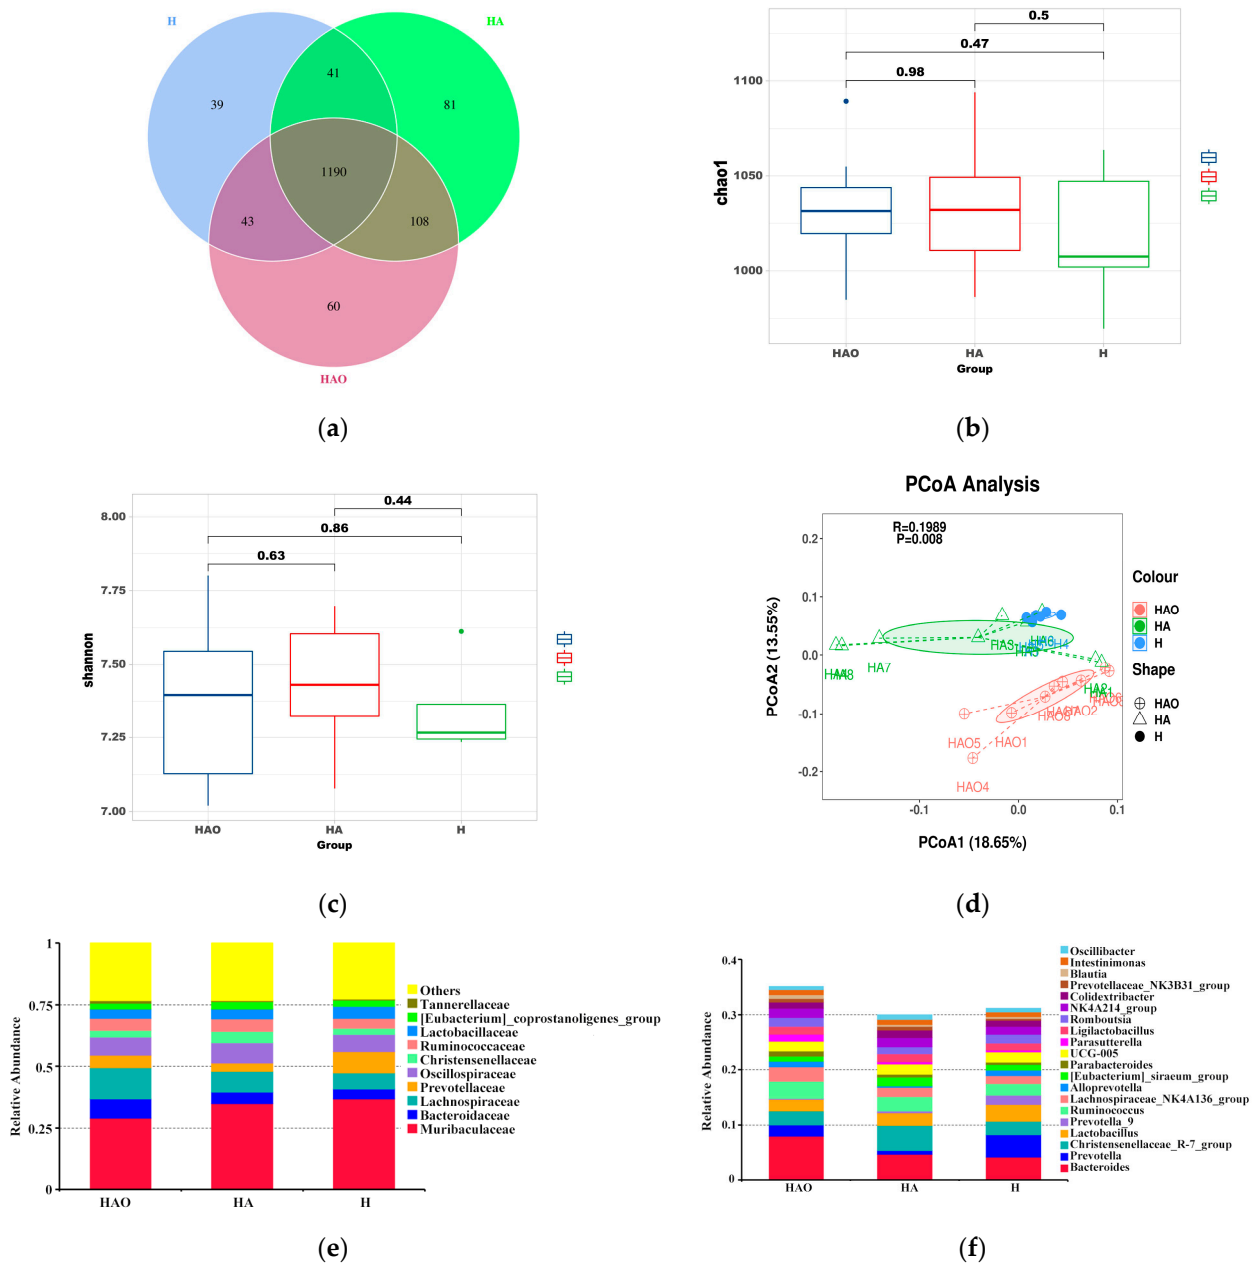 H
HA
41
39
81
1190
43
108
60
HAO
(a)
0.5
0.47
0.98
1100
1050
1000
chao1
HAO
HA
H
Group
(b)
0.44
0.86
0.63
8.00
7.75
7.50
7.25
7.00
shannon
HAO
HA
H
Group
(c)
PCoA Analysis
R=0.1989
P=0.008
0.2
0.1
0.0
-0.1
-0.2
PCoA2 (13.55%)
HA7
HAO5
HAO1
HAO4
-0.1
0.0
0.1
PCoA1 (18.65%)
Colour
HAO
HA
H
Shape
HAO
HA
H
(d)
1
0.75
0.5
0.25
0
Relative Abundance
HAO
HA
H
Others
Tannerellaceae
[Eubacterium]_coprostanoligenes_group
Lactobacillaceae
Ruminococcaceae
Christensenellaceae
Oscillospiraceae
Prevotellaceae
Lachnospiraceae
Bacteroidaceae
Muribaculaceae
(e)
0.4
0.3
0.2
0.1
0
Relative Abundance
HAO
HA
H
Oscillibacter
Intestinimonas
Blautia
Prevotellaceae_NK3B31_group
Colidextribacter
NK4A214_group
Romboutsia
Ligilactobacillus
Parasutterella
UCG-005
Parabacteroides
[Eubacterium]_siraeum_group
Alloprevotella
Lachnospiraceae_NK4A136_group
Ruminococcus
Prevotella_9
Lactobacillus
Christensenellaceae_R-7_group
Prevotella
Bacteroides
(f)